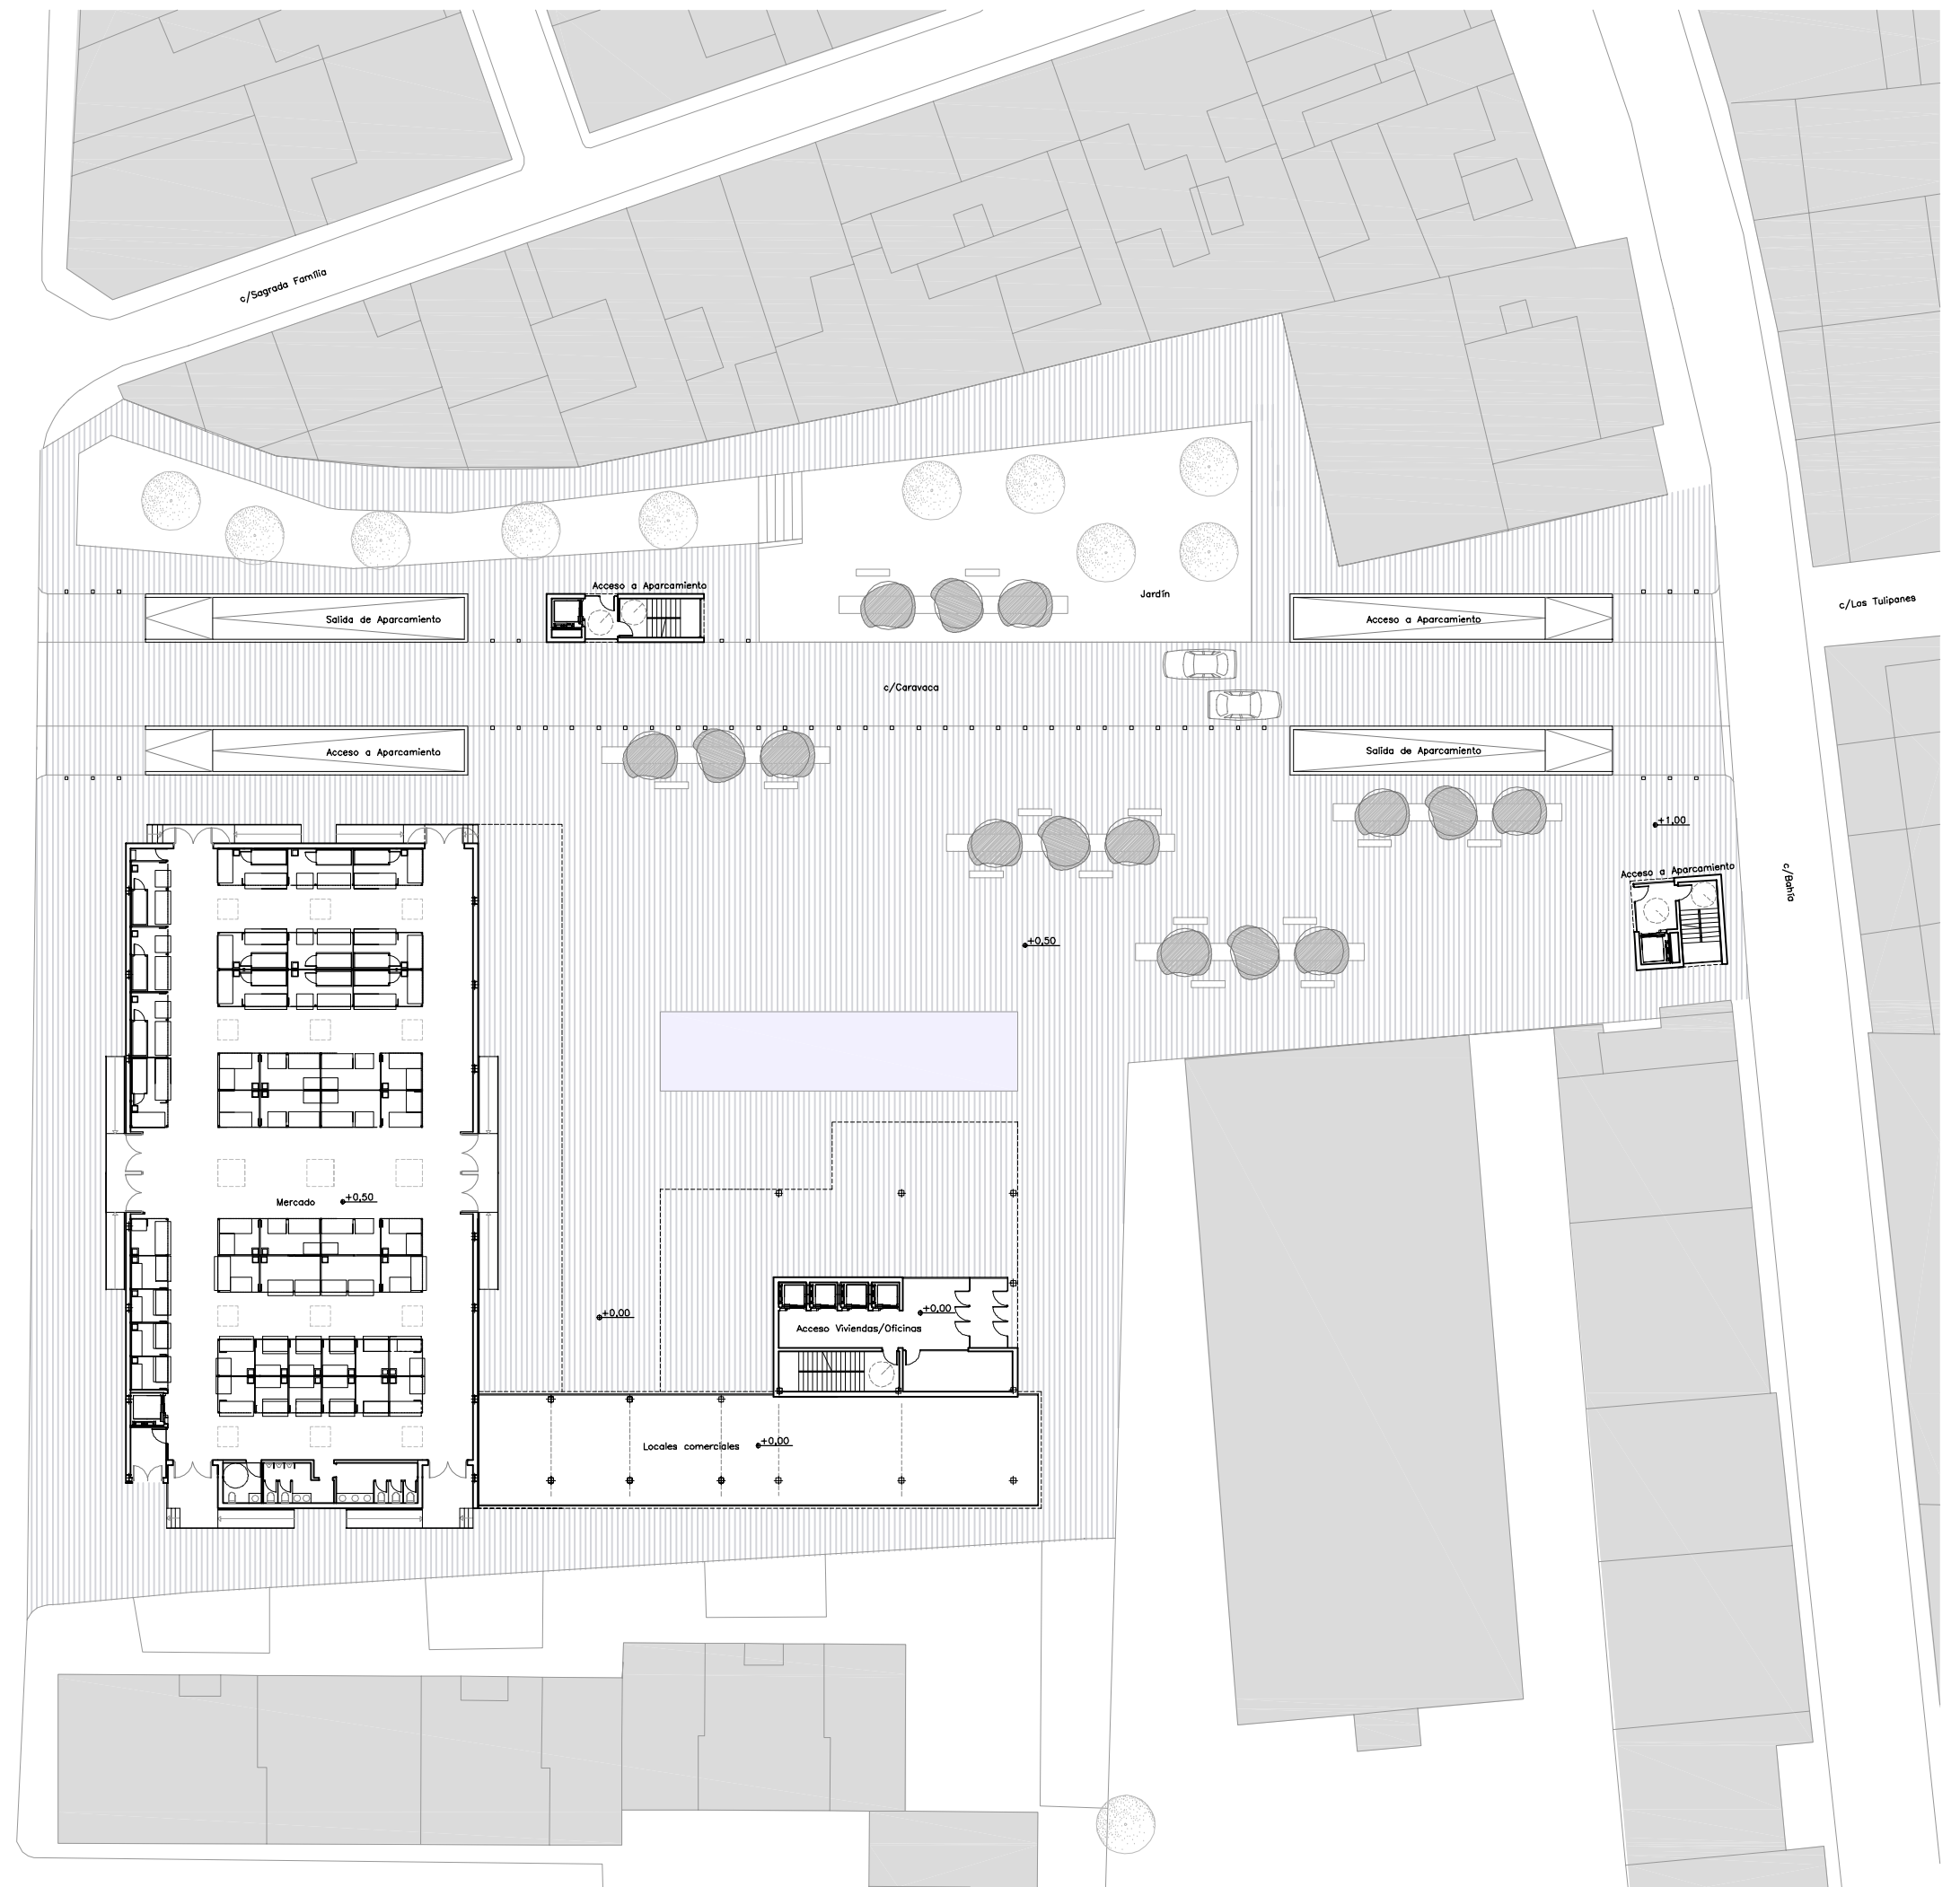 c/Sagrada Família
Acceso a Aparcamiento
Jardín
c/Los Tulipanes
Salida de Aparcamiento
Acceso a Aparcamiento
c/Caravaca
Acceso a Aparcamiento
Salida de Aparcamiento
+1,00
Acceso a Aparcamiento
c/Bahía
+0,50
Mercado
+0,50
+0,00
+0,00
Acceso Viviendas/Oficinas
Locales comerciales
+0,00